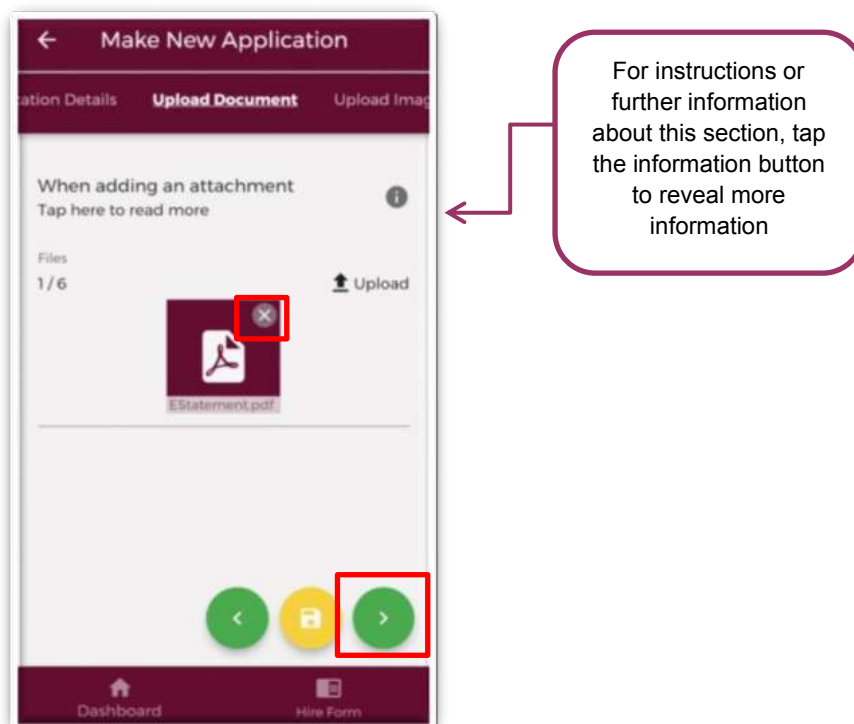 Make New Application
ation Details Upload Document Upload Imag
When adding an attachment
Tap here to read more
Files
1 / 6
Upload
EStatement.pdf
Dashboard
Hire Form
For instructions or
further information
about this section, tap
the information button
to reveal more
information